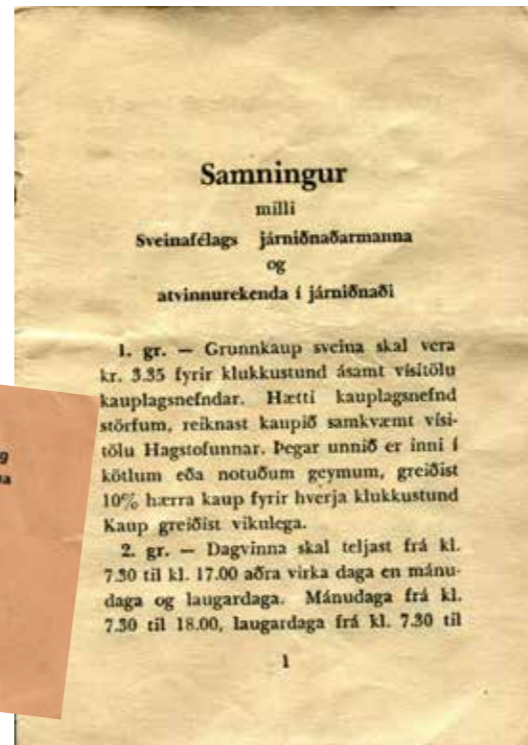 Samningur
milli
Sveinafélags járniðnaðarmanna
og
atvinnurekenda í járniðnaði
1. gr. — Grunnkaup sveina skal vera
kr. 3.35 fyrir klukkustund ásamt vísitölu
kauplagsnefndar. Hætti kauplagsnefnd
störfum, reiknast kaupið samkvæmt vísi-
tölu Hagstofunnar. Þegar unnið er inni í
kötlum eða notuðum geymum, greiðist
10% hærra kaup fyrir hverja klukkustund
Kaup greiðist vikulega.
2. gr. — Dagvinna skal teljast frá kl.
7.30 til kl. 17.00 aðra virka daga en mánu-
daga og laugardaga. Mánudaga frá kl.
7.30 til 18.00, laugardaga frá kl. 7.30 til
1